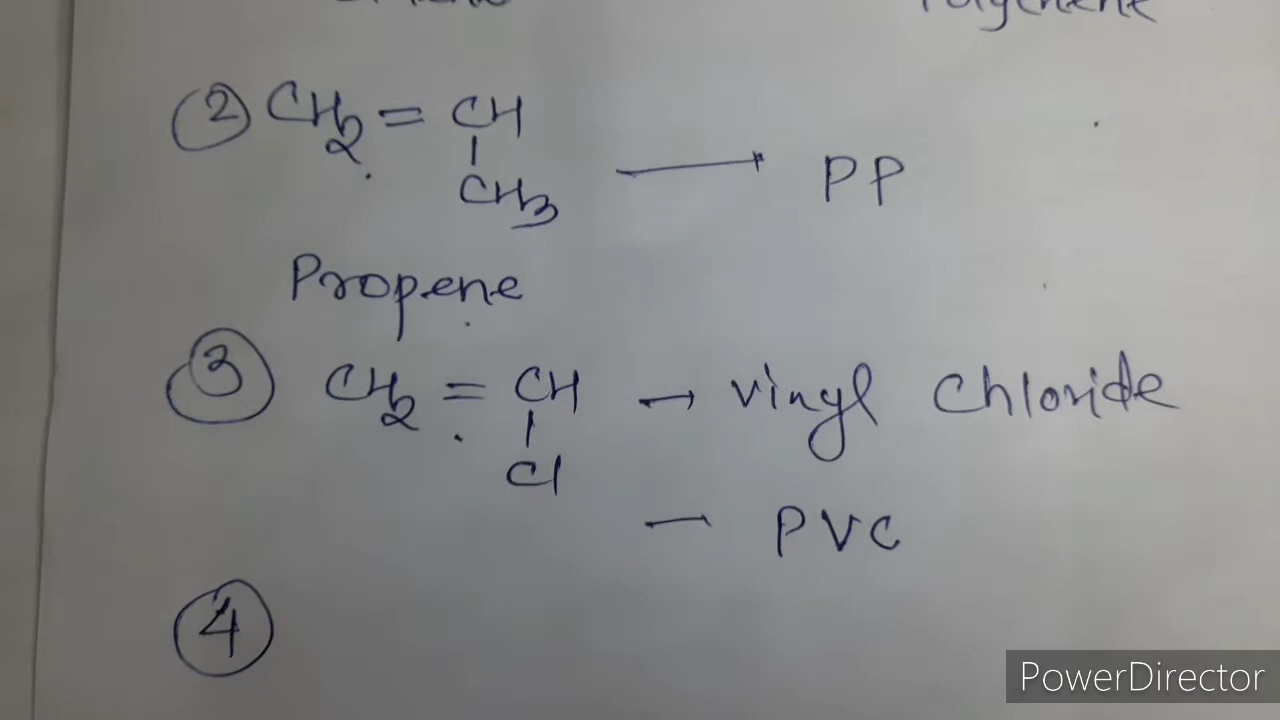 ② CH₂ = CH
|
CH₃ → PP
Propene
③ CH₂ = CH → vinyl Chloride
|
Cl
— PVC
④
PowerDirector